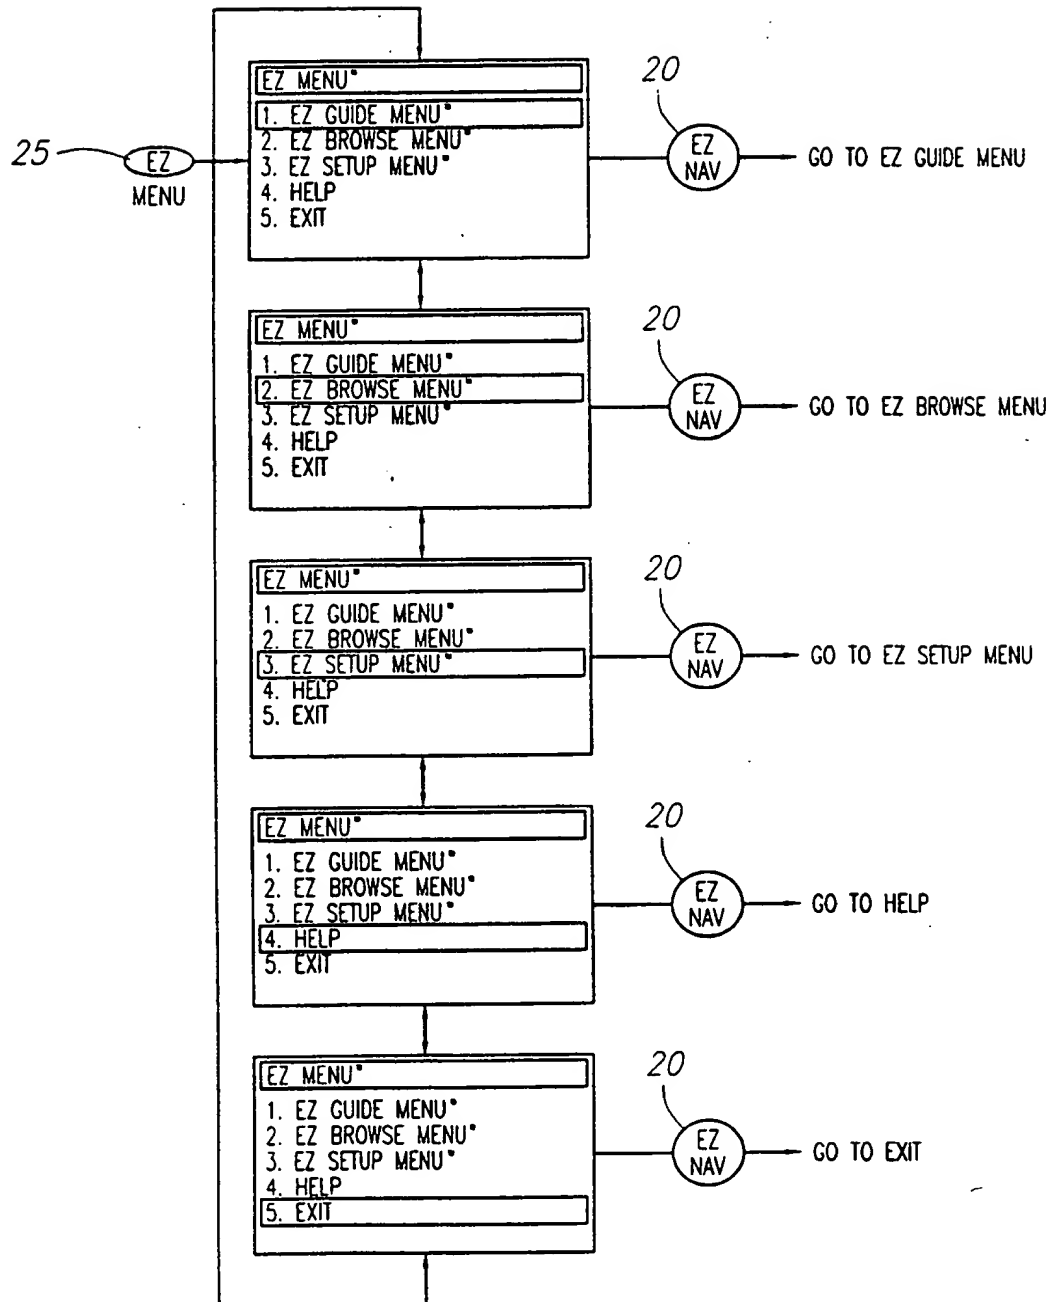 EZ MENU•
1. EZ GUIDE MENU•
2. EZ BROWSE MENU•
3. EZ SETUP MENU•
4. HELP
5. EXIT
25
EZ
MENU
20
EZ
NAV
GO TO EZ GUIDE MENU
EZ MENU•
1. EZ GUIDE MENU•
2. EZ BROWSE MENU•
3. EZ SETUP MENU•
4. HELP
5. EXIT
20
EZ
NAV
GO TO EZ BROWSE MENU
EZ MENU•
1. EZ GUIDE MENU•
2. EZ BROWSE MENU•
3. EZ SETUP MENU•
4. HELP
5. EXIT
20
EZ
NAV
GO TO EZ SETUP MENU
EZ MENU•
1. EZ GUIDE MENU•
2. EZ BROWSE MENU•
3. EZ SETUP MENU•
4. HELP
5. EXIT
20
EZ
NAV
GO TO HELP
EZ MENU•
1. EZ GUIDE MENU•
2. EZ BROWSE MENU•
3. EZ SETUP MENU•
4. HELP
5. EXIT
20
EZ
NAV
GO TO EXIT